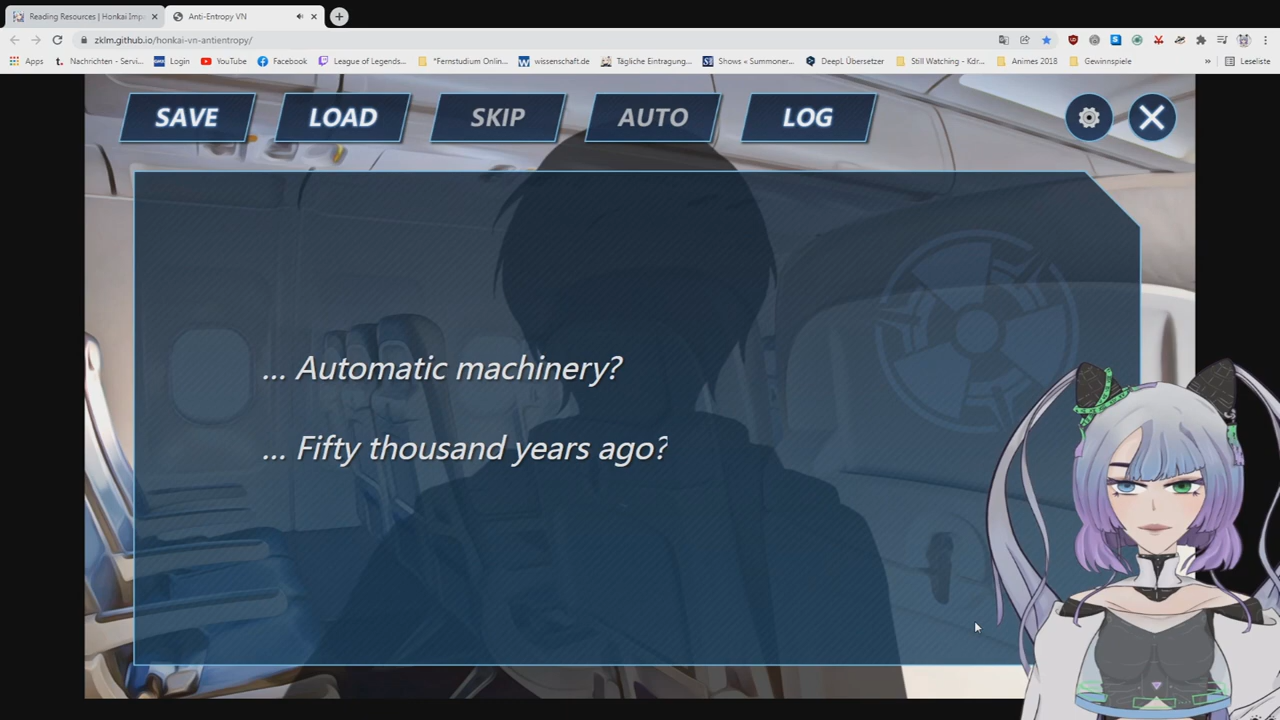 Reading Resources | Honkai Imp
Anti-Entropy VN
zklm.github.io/honkai-vn-antientropy/
Apps
Nachrichten - Servi...
Login
YouTube
Facebook
League of Legends...
*Fernstudium Onlin...
wissenschaft.de
Tägliche Eintragung...
Shows « Summoner...
DeepL Übersetzer
Still Watching - Kdr...
Animes 2018
Gewinnspiele
»
Leseliste
SAVE
LOAD
SKIP
AUTO
LOG
... Automatic machinery?
... Fifty thousand years ago?